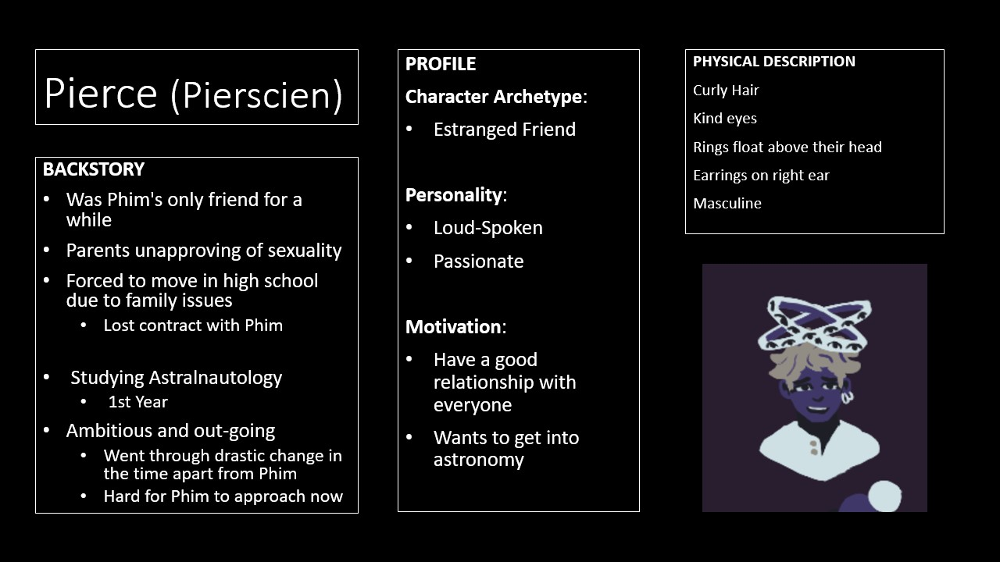 Pierce (Pierscien)
BACKSTORY
• Was Phim's only friend for a
while
• Parents unapproving of sexuality
• Forced to move in high school
due to family issues
• Lost contract with Phim
• Studying Astralnautology
• 1st Year
• Ambitious and out-going
• Went through drastic change in
the time apart from Phim
• Hard for Phim to approach now
PROFILE
Character Archetype:
• Estranged Friend
Personality:
• Loud-Spoken
• Passionate
Motivation:
• Have a good
relationship with
everyone
• Wants to get into
astronomy
PHYSICAL DESCRIPTION
Curly Hair
Kind eyes
Rings float above their head
Earrings on right ear
Masculine